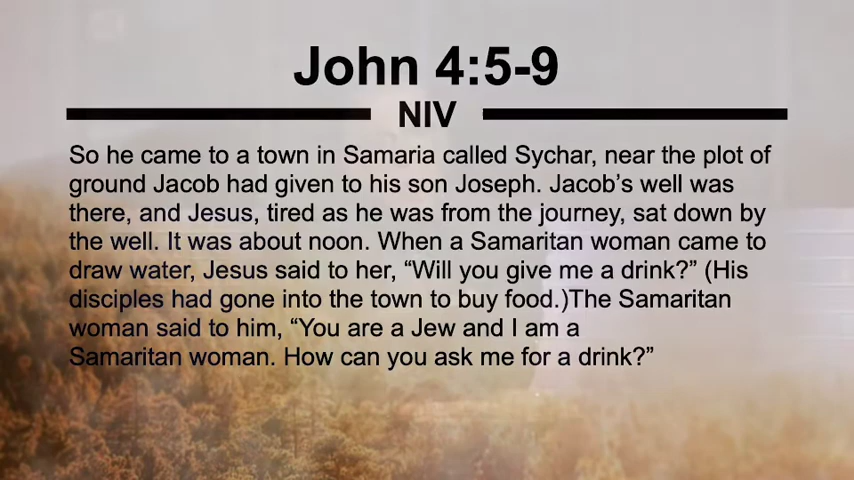 John 4:5-9
NIV
So he came to a town in Samaria called Sychar, near the plot of
ground Jacob had given to his son Joseph. Jacob’s well was
there, and Jesus, tired as he was from the journey, sat down by
the well. It was about noon. When a Samaritan woman came to
draw water, Jesus said to her, “Will you give me a drink?” (His
disciples had gone into the town to buy food.)The Samaritan
woman said to him, “You are a Jew and I am a
Samaritan woman. How can you ask me for a drink?”